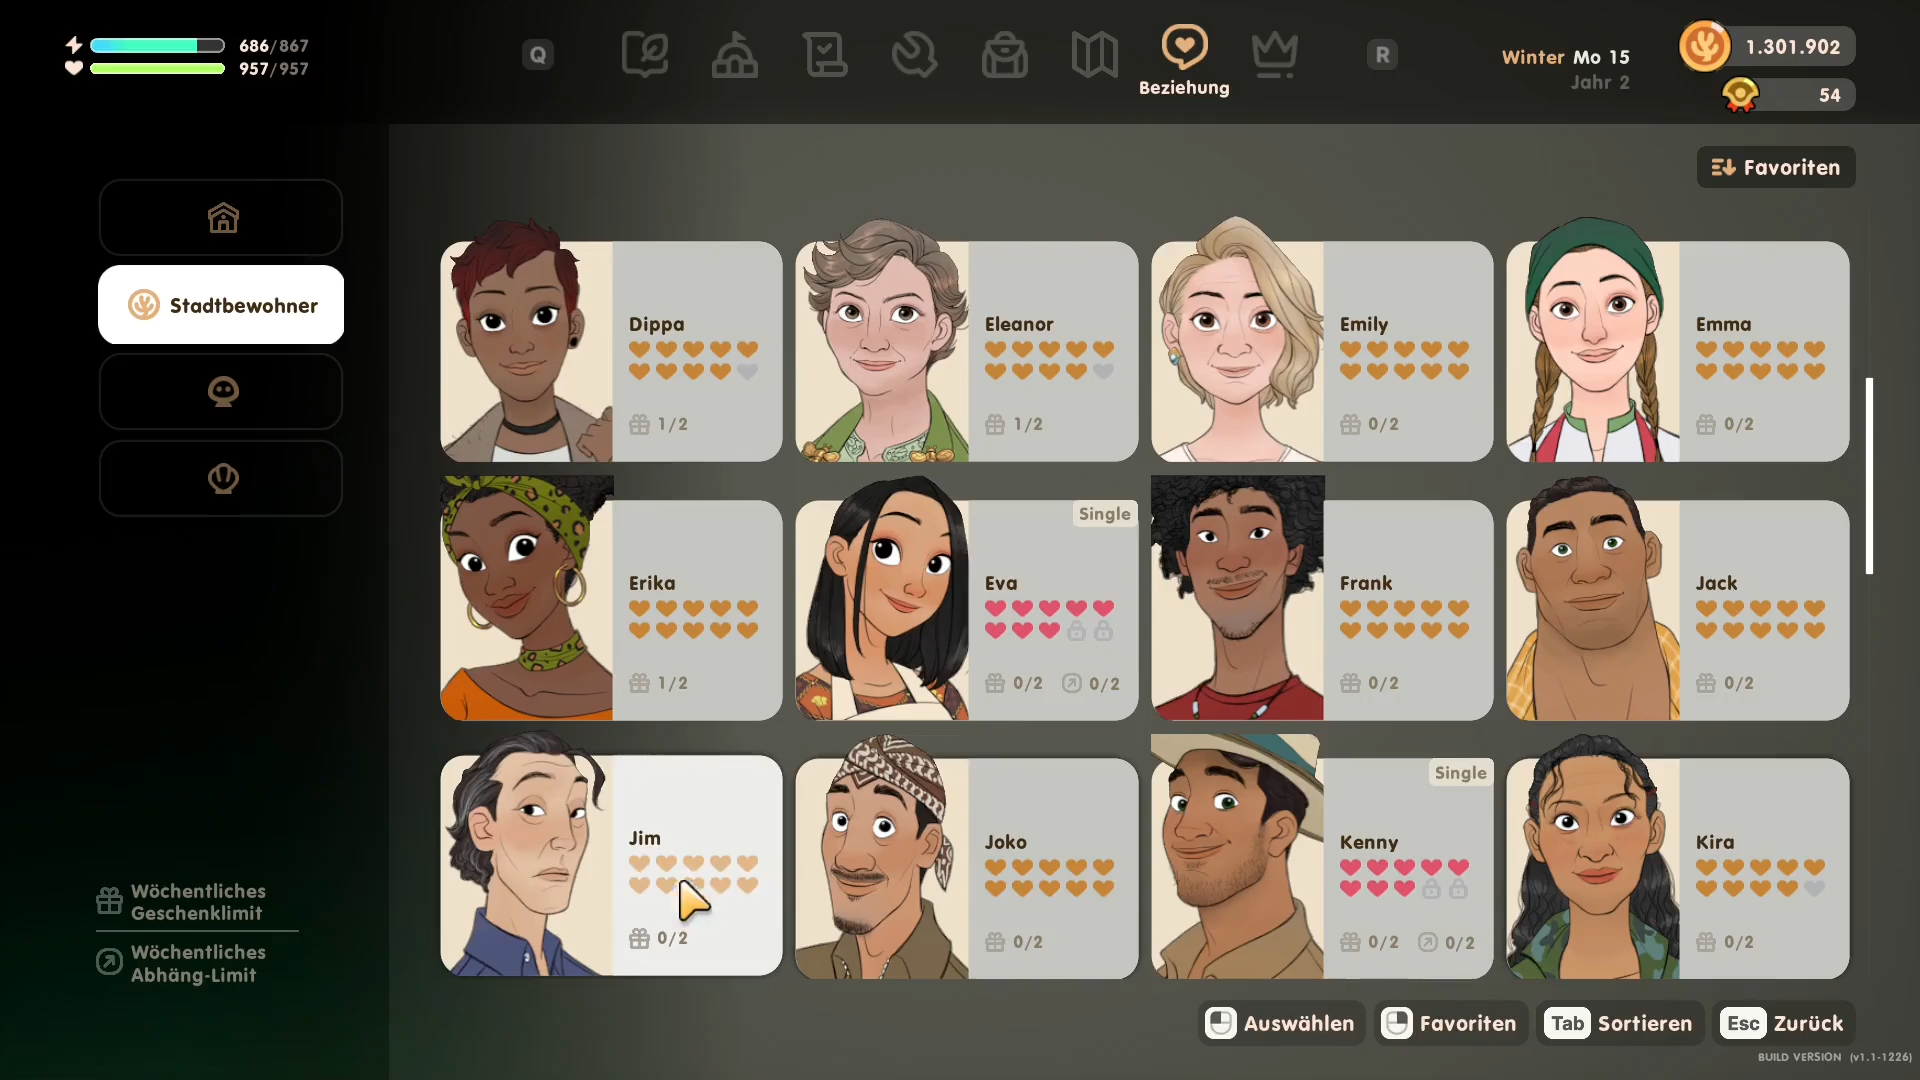 686/867
957/957
Q
Beziehung
R
Winter Mo 15
Jahr 2
1.301.902
54
Favoriten
Stadtbewohner
Dippa
1/2
Eleanor
1/2
Emily
0/2
Emma
0/2
Erika
1/2
Single
Eva
0/2 0/2
Frank
0/2
Jack
0/2
Jim
0/2
Joko
0/2
Single
Kenny
0/2 0/2
Kira
0/2
Wöchentliches
Geschenklimit
Wöchentliches
Abhäng-Limit
Auswählen
Favoriten
Tab Sortieren
Esc Zurück
BUILD VERSION (v1.1-1226)